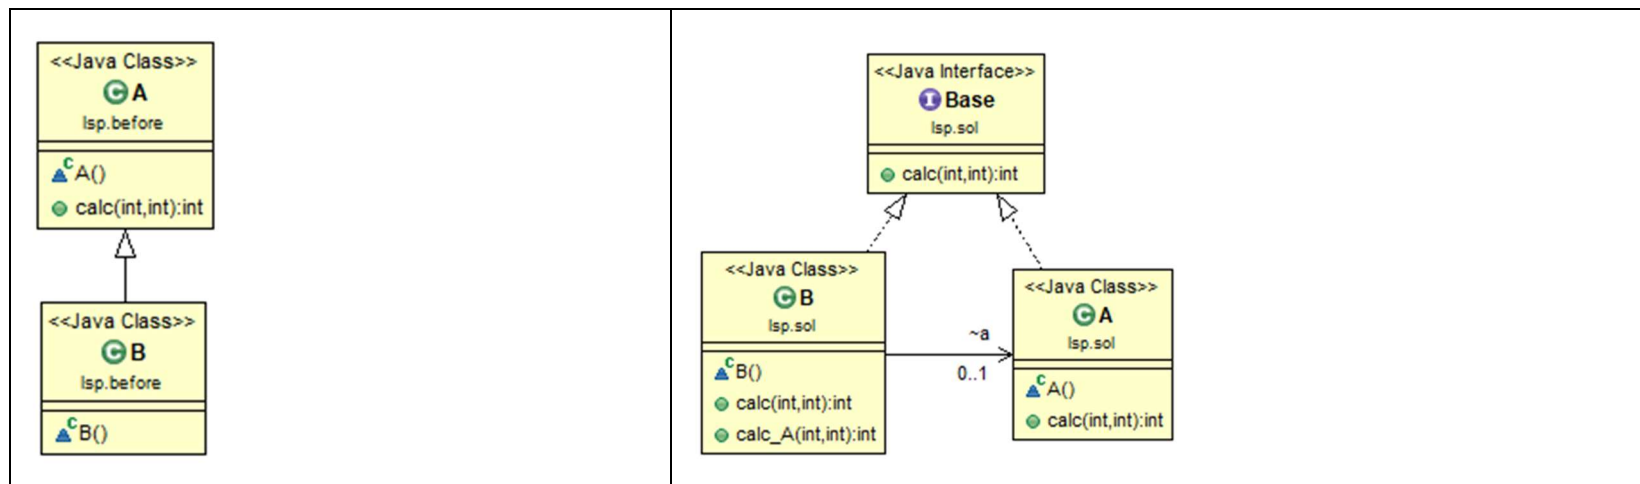 <<Java Class>>
A
lsp.before
A()
calc(int,int):int
<<Java Class>>
B
lsp.before
B()
<<Java Interface>>
Base
lsp.sol
calc(int,int):int
<<Java Class>>
B
lsp.sol
B()
calc(int,int):int
calc_A(int,int):int
~a
0..1
<<Java Class>>
A
lsp.sol
A()
calc(int,int):int